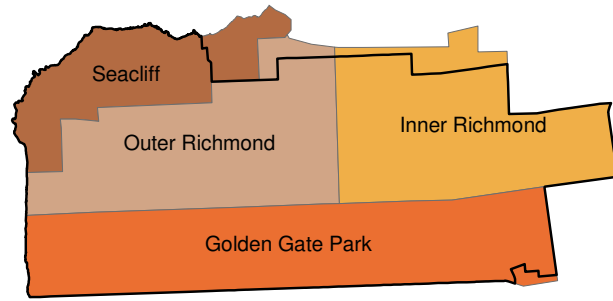 Seacliff
Inner Richmond
Outer Richmond
Golden Gate Park